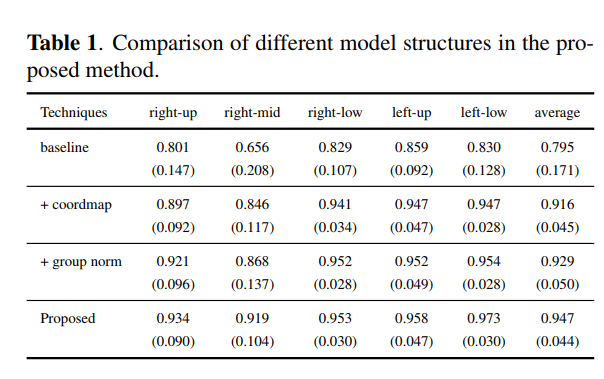 Table 1. Comparison of different model structures in the pro-
posed method.
Techniques right-up right-mid right-low left-up left-low average
baseline 0.801 0.656 0.829 0.859 0.830 0.795
(0.147) (0.208) (0.107) (0.092) (0.128) (0.171)
+ coordmap 0.897 0.846 0.941 0.947 0.947 0.916
(0.092) (0.117) (0.034) (0.047) (0.028) (0.045)
+ group norm 0.921 0.868 0.952 0.952 0.954 0.929
(0.096) (0.137) (0.028) (0.049) (0.028) (0.050)
Proposed 0.934 0.919 0.953 0.958 0.973 0.947
(0.090) (0.104) (0.030) (0.047) (0.030) (0.044)